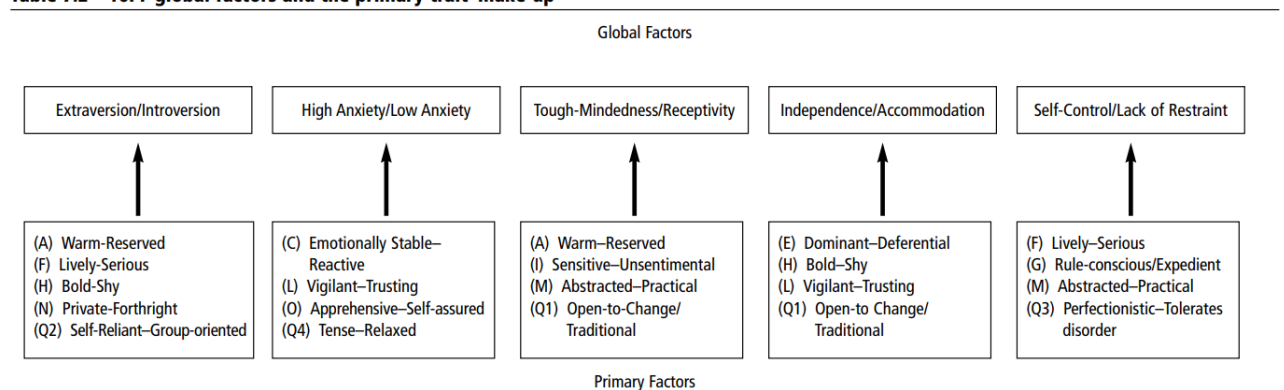 Table 7.2 16PF global factors and the primary trait 'make-up'
Global Factors
Extraversion/Introversion
High Anxiety/Low Anxiety
Tough-Mindedness/Receptivity
Independence/Accommodation
Self-Control/Lack of Restraint
(A) Warm-Reserved
(F) Lively-Serious
(H) Bold-Shy
(N) Private-Forthright
(Q2) Self-Reliant–Group-oriented
(C) Emotionally Stable–
Reactive
(L) Vigilant–Trusting
(O) Apprehensive–Self-assured
(Q4) Tense–Relaxed
(A) Warm–Reserved
(I) Sensitive–Unsentimental
(M) Abstracted–Practical
(Q1) Open-to-Change/
Traditional
(E) Dominant–Deferential
(H) Bold–Shy
(L) Vigilant–Trusting
(Q1) Open-to Change/
Traditional
(F) Lively–Serious
(G) Rule-conscious/Expedient
(M) Abstracted–Practical
(Q3) Perfectionistic–Tolerates
disorder
Primary Factors